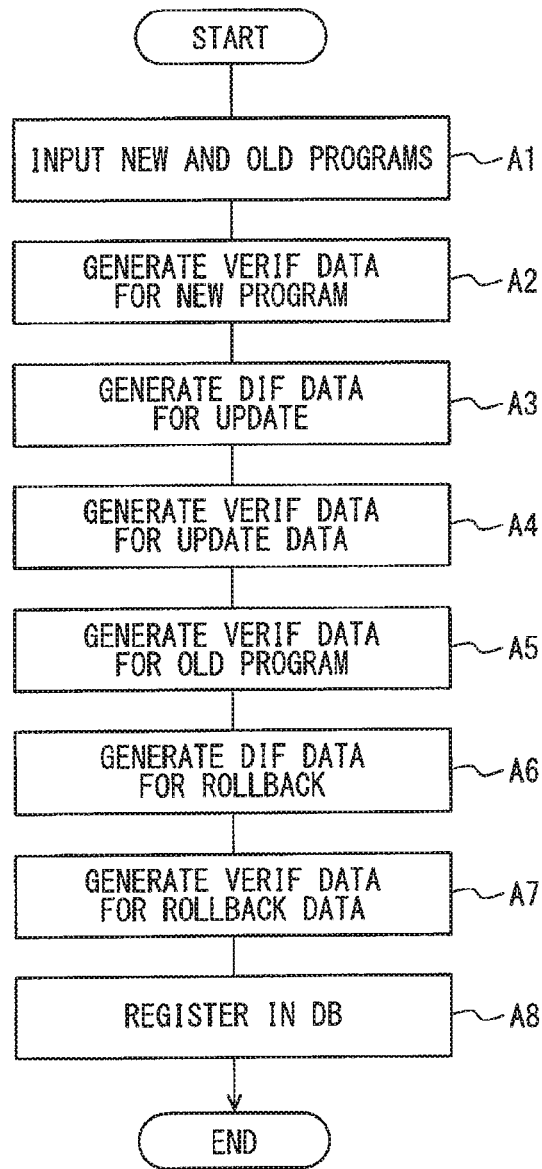 START
INPUT NEW AND OLD PROGRAMS
A1
GENERATE VERIF DATA
FOR NEW PROGRAM
A2
GENERATE DIF DATA
FOR UPDATE
A3
GENERATE VERIF DATA
FOR UPDATE DATA
A4
GENERATE VERIF DATA
FOR OLD PROGRAM
A5
GENERATE DIF DATA
FOR ROLLBACK
A6
GENERATE VERIF DATA
FOR ROLLBACK DATA
A7
REGISTER IN DB
A8
END